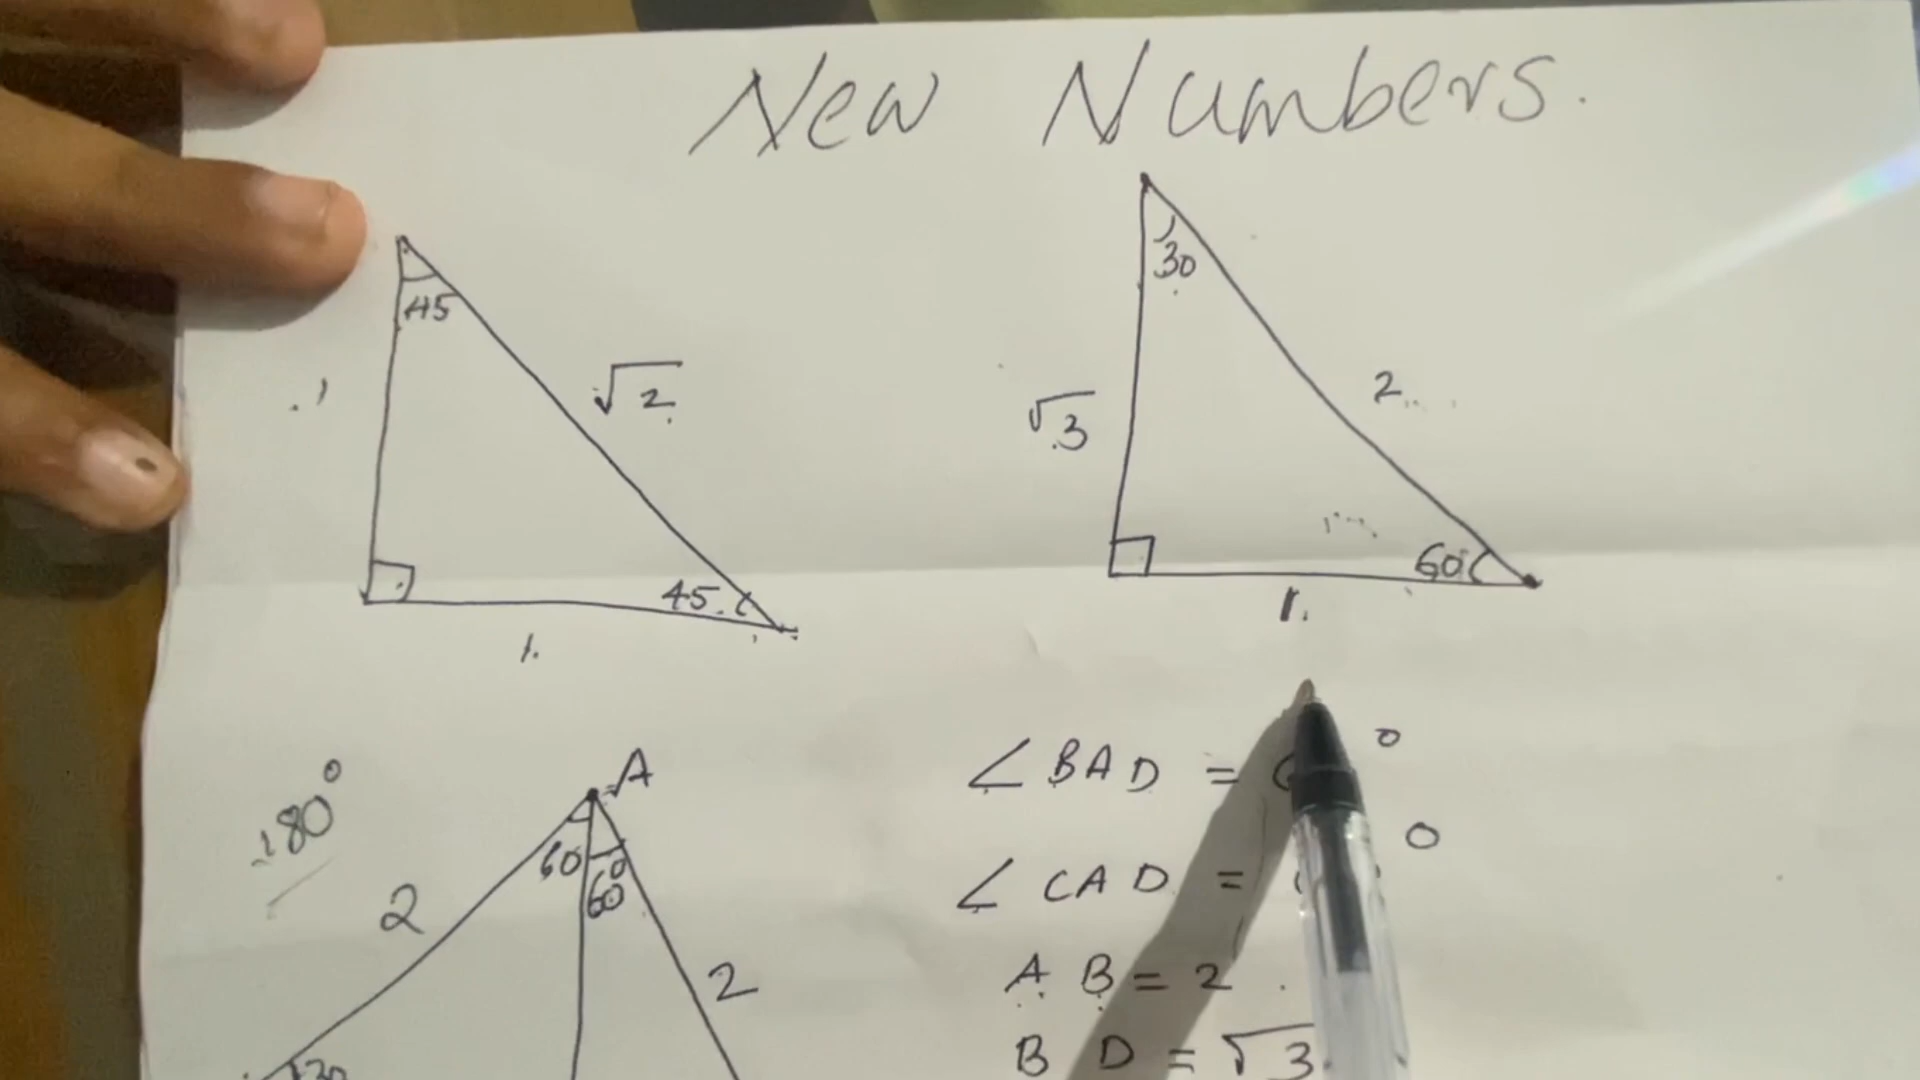 New Numbers.
45
√2
1
45
1.
30
√3
2
60
1.
180°
A
60
60
2
2
30
∠BAD = °
∠CAD = °
AB = 2
BD = √3